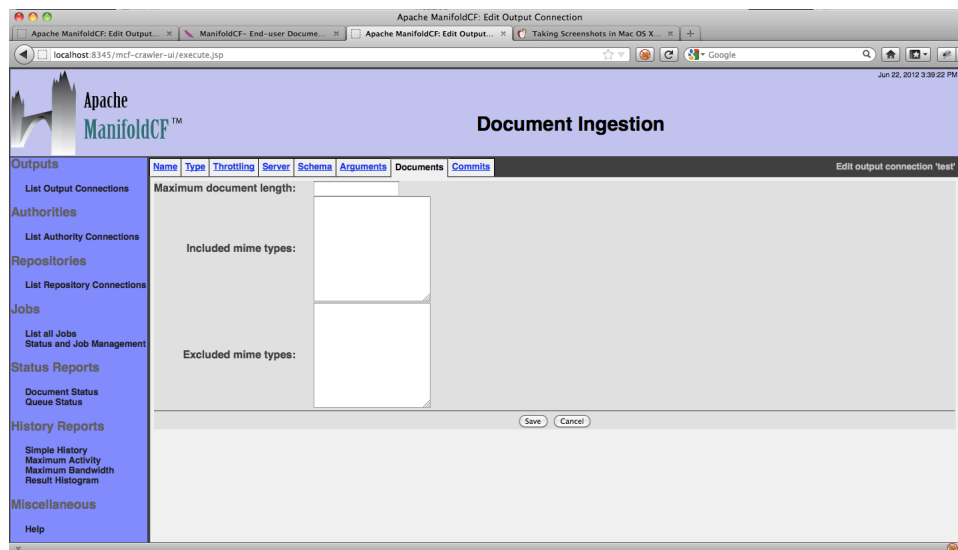 Apache ManifoldCF: Edit Output Connection
Apache ManifoldCF: Edit Output...
ManifoldCF- End-user Docume...
Apache ManifoldCF: Edit Output...
Taking Screenshots in Mac OS X...
localhost:8345/mcf-crawler-ui/execute.jsp
Google
Jun 22, 2012 3:39:22 PM
Apache
ManifoldCF™
Document Ingestion
Outputs
List Output Connections
Authorities
List Authority Connections
Repositories
List Repository Connections
Jobs
List all Jobs
Status and Job Management
Status Reports
Document Status
Queue Status
History Reports
Simple History
Maximum Activity
Maximum Bandwidth
Result Histogram
Miscellaneous
Help
Name Type Throttling Server Schema Arguments Documents Commits
Edit output connection 'test'
Maximum document length:
Included mime types:
Excluded mime types:
Save Cancel